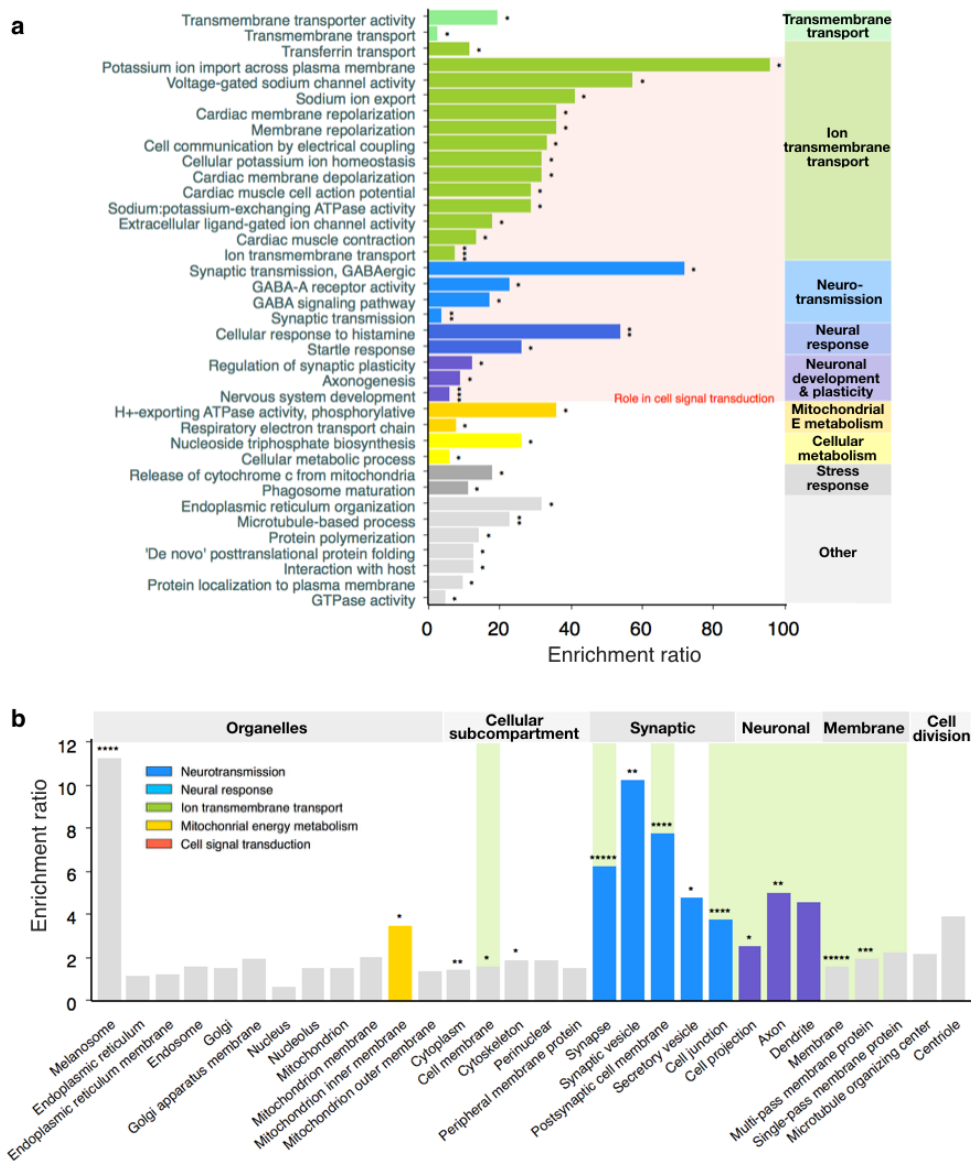 a
Transmembrane transporter activity *
Transmembrane transport *
Transferrin transport *
Potassium ion import across plasma membrane *
Voltage-gated sodium channel activity *
Sodium ion export *
Cardiac membrane repolarization *
Membrane repolarization *
Cell communication by electrical coupling *
Cellular potassium ion homeostasis *
Cardiac membrane depolarization *
Cardiac muscle cell action potential *
Sodium:potassium-exchanging ATPase activity *
Extracellular ligand-gated ion channel activity *
Cardiac muscle contraction *
Ion transmembrane transport ***
Synaptic transmission, GABAergic *
GABA-A receptor activity *
GABA signaling pathway *
Synaptic transmission **
Cellular response to histamine **
Startle response *
Regulation of synaptic plasticity *
Axonogenesis *
Nervous system development ***
H+-exporting ATPase activity, phosphorylative *
Respiratory electron transport chain *
Nucleoside triphosphate biosynthesis *
Cellular metabolic process *
Release of cytochrome c from mitochondria *
Phagosome maturation *
Endoplasmic reticulum organization *
Microtubule-based process **
Protein polymerization *
'De novo' posttranslational protein folding *
Interaction with host *
Protein localization to plasma membrane *
GTPase activity *
Role in cell signal transduction
Transmembrane
transport
Ion
transmembrane
transport
Neuro-
transmission
Neural
response
Neuronal
development
& plasticity
Mitochondrial
E metabolism
Cellular
metabolism
Stress
response
Other
0 20 40 60 80 100
Enrichment ratio
b
Organelles
Cellular
subcompartment
Synaptic
Neuronal
Membrane
Cell
division
12
10
8
6
4
2
0
Enrichment ratio
Neurotransmission
Neural response
Ion transmembrane transport
Mitochonrial energy metabolism
Cell signal transduction
**** * ** * * ***** ** **** * **** * ** ***** ***
Melanosome
Endoplasmic reticulum
Endoplasmic reticulum membrane
Endosome
Golgi
Golgi apparatus membrane
Nucleus
Nucleolus
Mitochondrion
Mitochondrion membrane
Mitochondrion inner membrane
Mitochondrion outer membrane
Cytoplasm
Cell membrane
Cytoskeleton
Perinuclear
Peripheral membrane protein
Synapse
Synaptic vesicle
Postsynaptic cell membrane
Secretory vesicle
Cell junction
Cell projection
Axon
Dendrite
Membrane
Multi-pass membrane protein
Single-pass membrane protein
Microtubule organizing center
Centriole